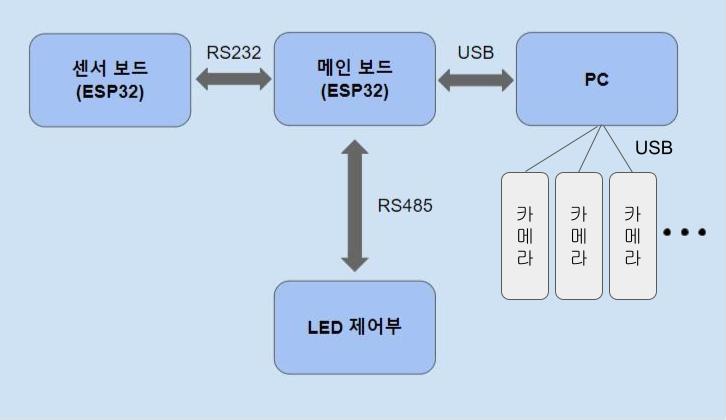 센서 보드
(ESP32)
RS232
메인 보드
(ESP32)
USB
PC
USB
RS485
카메라
카메라
카메라
LED 제어부